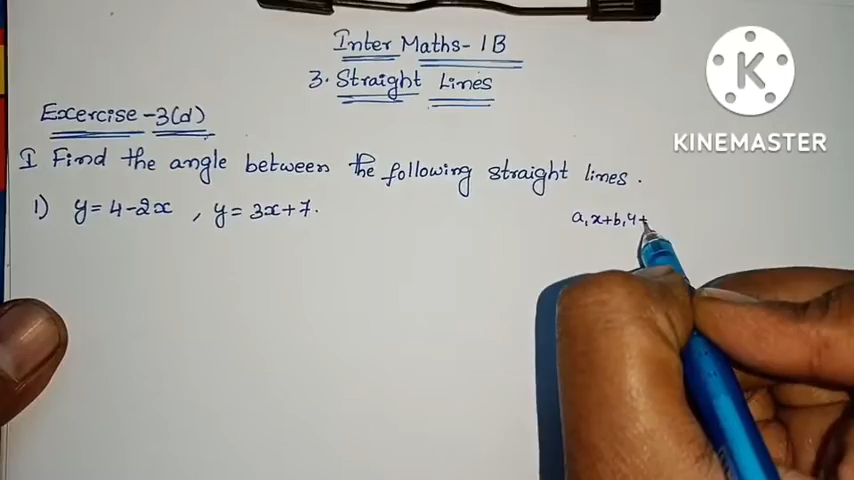 Inter Maths- 1B
3. Straight Lines
KINEMASTER
Exercise-3(d)
I Find the angle between the following straight lines.
1) y = 4-2x , y = 3x+7.
a₁x+b₁y+